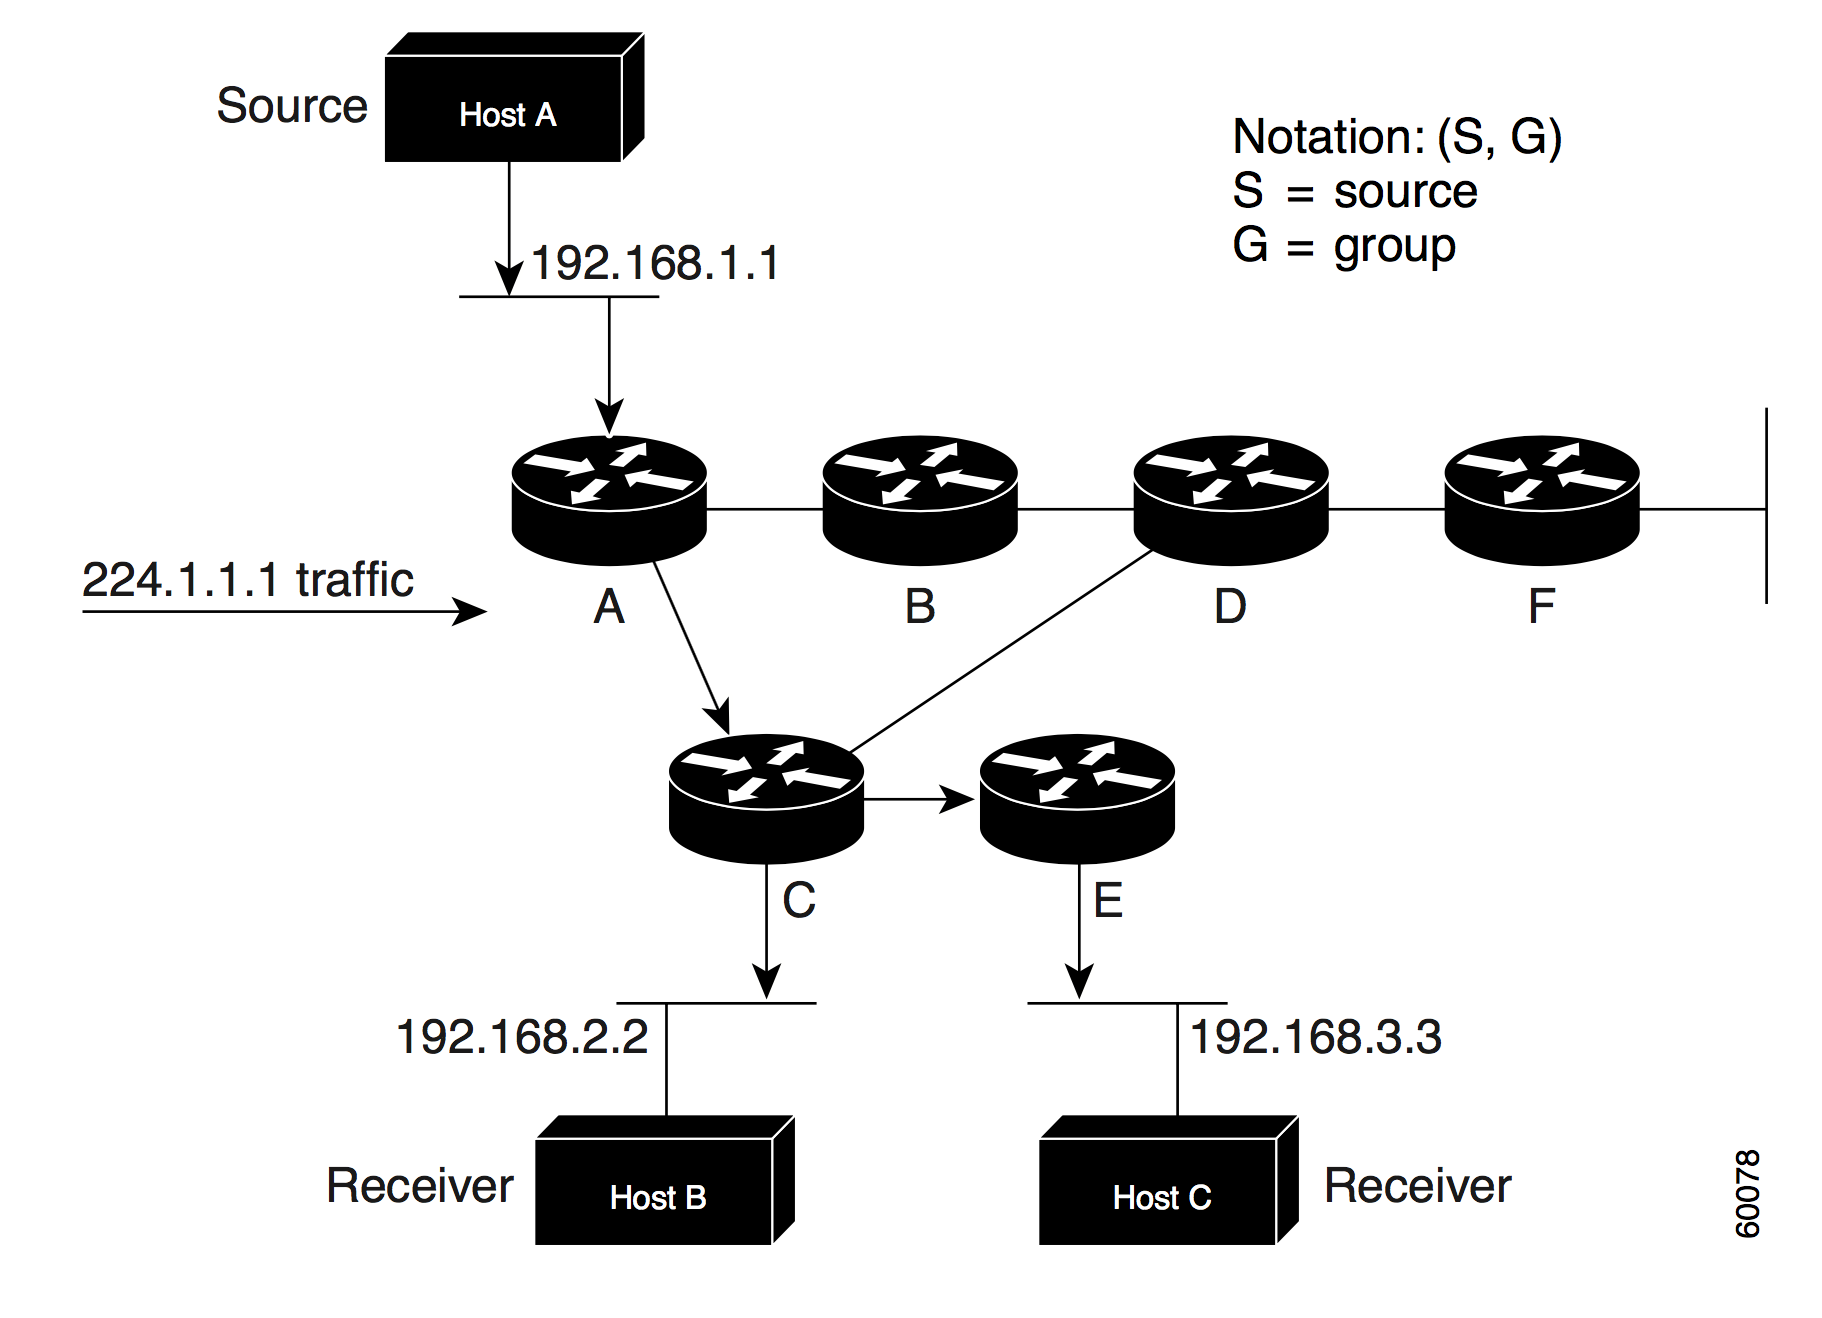 Source
Host A
Notation: (S, G)
S = source
G = group
192.168.1.1
224.1.1.1 traffic
A
B
D
F
C
E
192.168.2.2
192.168.3.3
Receiver
Host B
Host C
Receiver
60078